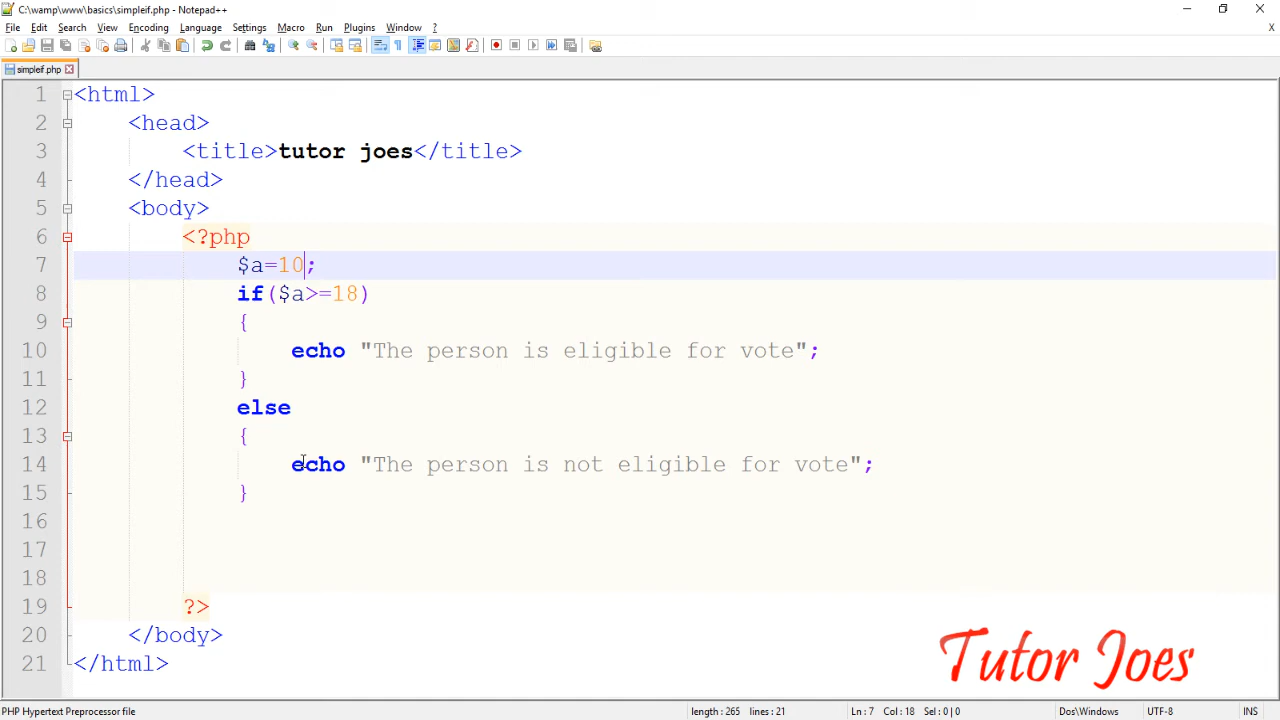 C:\wamp\www\basics\simpleif.php - Notepad++
File Edit Search View Encoding Language Settings Macro Run Plugins Window ? X
simpleif.php
1 <html>
2 <head>
3 <title>tutor joes</title>
4 </head>
5 <body>
6 <?php
7 $a=10;
8 if($a>=18)
9 {
10 echo "The person is eligible for vote";
11 }
12 else
13 {
14 echo "The person is not eligible for vote";
15 }
16
17
18
19 ?>
20 </body>
21 </html>
Tutor Joes
PHP Hypertext Preprocessor file length : 265 lines : 21 Ln : 7 Col : 18 Sel : 0 | 0 Dos\Windows UTF-8 INS